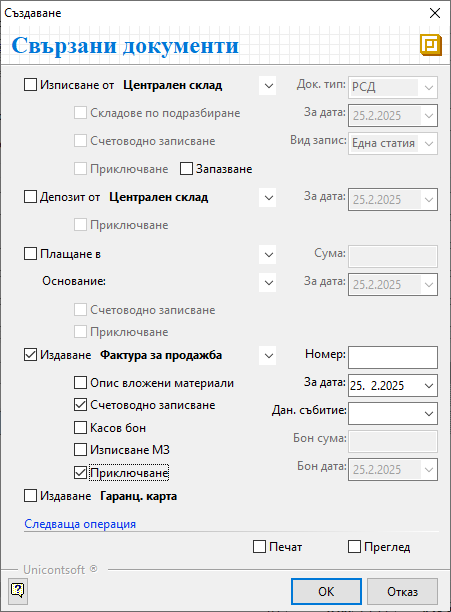 Създаване
Свързани документи
Изписване от Централен склад Док. тип: РСД
Складове по подразбиране За дата: 25.2.2025
Счетоводно записване Вид запис: Една статия
Приключване Запазване
Депозит от Централен склад За дата: 25.2.2025
Приключване
Плащане в Сума:
Основание: За дата: 25.2.2025
Счетоводно записване
Приключване
Издаване Фактура за продажба Номер:
Опис вложени материали За дата: 25. 2.2025
Счетоводно записване Дан. събитие:
Касов бон Бон сума:
Изписване МЗ
Приключване Бон дата: 25.2.2025
Издаване Гаранц. карта
Следваща операция
Печат Преглед
Unicontsoft ®
OK Отказ